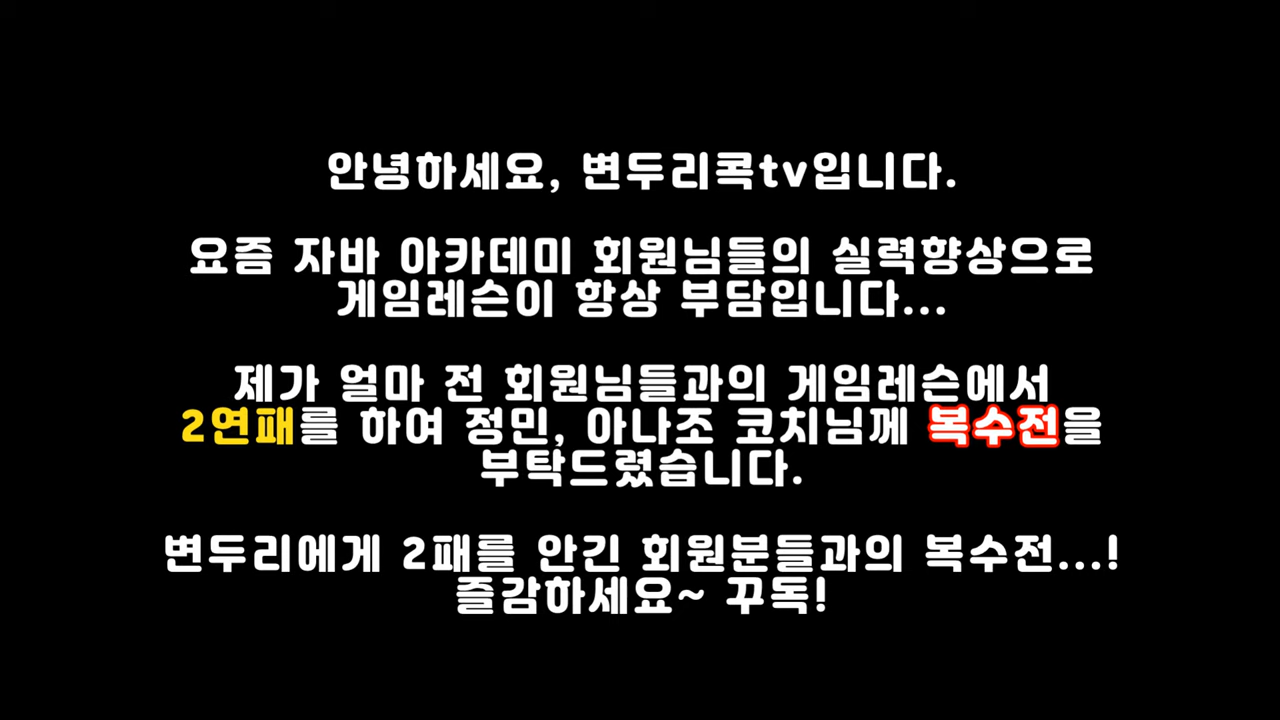 안녕하세요, 변두리콕tv입니다.
요즘 자바 아카데미 회원님들의 실력향상으로
게임레슨이 항상 부담입니다...
제가 얼마 전 회원님들과의 게임레슨에서
2연패를 하여 정민, 아나조 코치님께 복수전을
부탁드렸습니다.
변두리에게 2패를 안긴 회원분들과의 복수전...!
즐감하세요~ 꾸독!